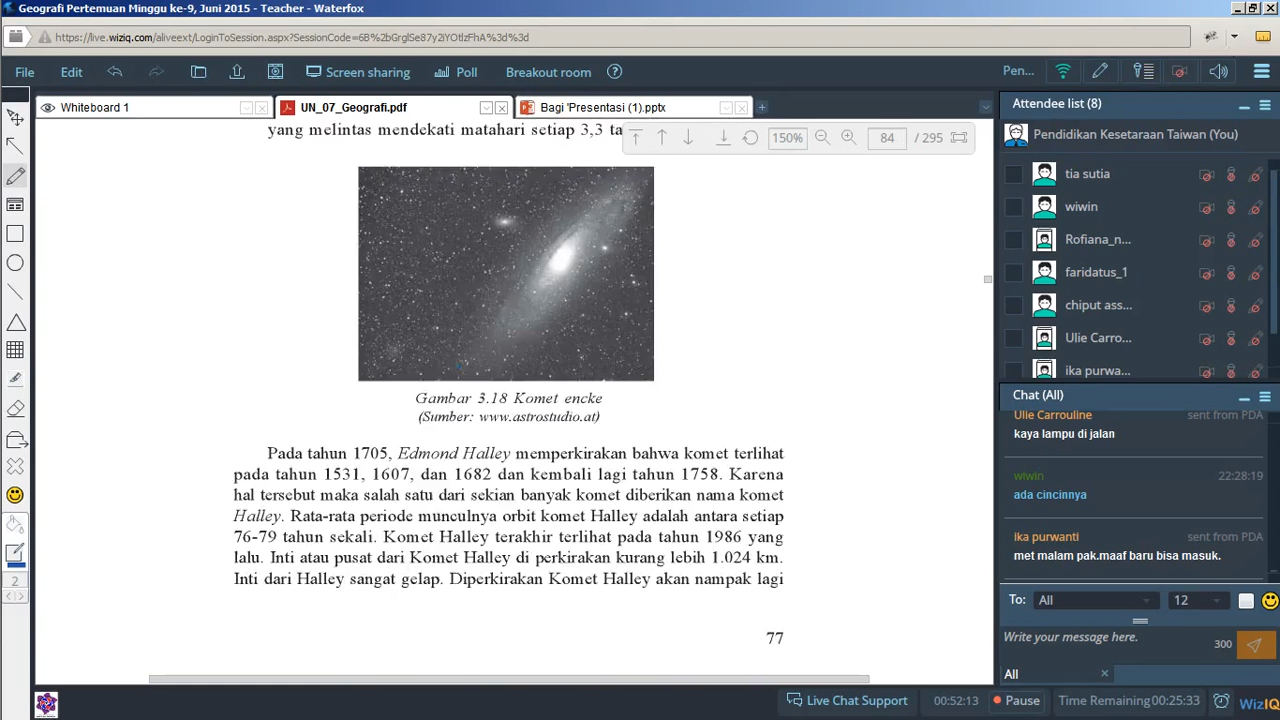 Geografi Pertemuan Minggu ke-9, Juni 2015 - Teacher - Waterfox
https://live.wiziq.com/aliveext/LoginToSession.aspx?SessionCode=6B%2bGrglSe87y2iYOtlzFhA%3d%3d
File Edit Screen sharing Poll Breakout room Pen...
Whiteboard 1 UN_07_Geografi.pdf Bagi 'Presentasi (1).pptx
150% 84 / 295
yang melintas mendekati matahari setiap 3,3 ta
Gambar 3.18 Komet encke
(Sumber: www.astrostudio.at)
Pada tahun 1705, Edmond Halley memperkirakan bahwa komet terlihat
pada tahun 1531, 1607, dan 1682 dan kembali lagi tahun 1758. Karena
hal tersebut maka salah satu dari sekian banyak komet diberikan nama komet
Halley. Rata-rata periode munculnya orbit komet Halley adalah antara setiap
76-79 tahun sekali. Komet Halley terakhir terlihat pada tahun 1986 yang
lalu. Inti atau pusat dari Komet Halley di perkirakan kurang lebih 1.024 km.
Inti dari Halley sangat gelap. Diperkirakan Komet Halley akan nampak lagi
77
2
Attendee list (8)
Pendidikan Kesetaraan Taiwan (You)
tia sutia
wiwin
Rofiana_n...
faridatus_1
chiput ass...
Ulie Carro...
ika purwa...
Chat (All)
Ulie Carrouline sent from PDA
kaya lampu di jalan
wiwin 22:28:19
ada cincinnya
Ika purwanti sent from PDA
met malam pak.maaf baru bisa masuk.
To: All 12
Write your message here. 300
All
Live Chat Support 00:52:13 Pause Time Remaining 00:25:33 WizIQ